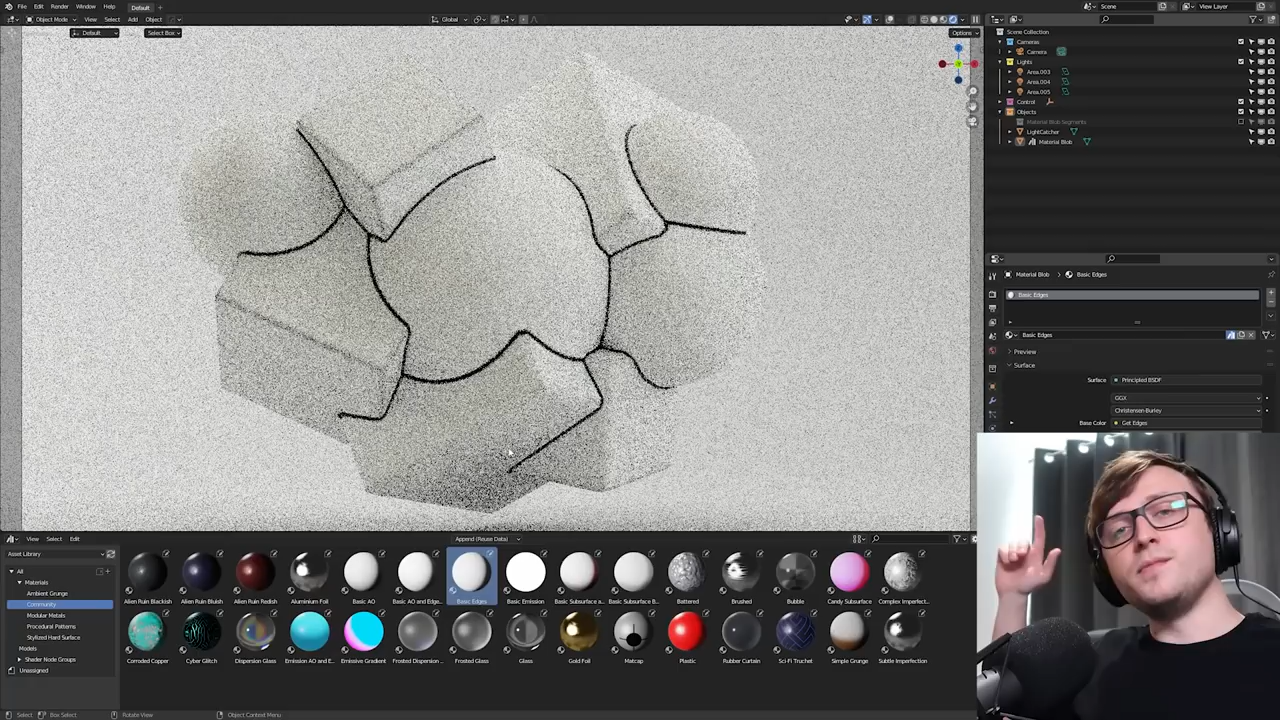 File Edit Render Window Help Default Scene View Layer
Object Mode View Select Add Object Global Options
Default Select Box
Scene Collection
Cameras
Camera
Lights
Area.003
Area.004
Area.005
Control
Objects
Material Blob Segments
LightCatcher
Material Blob
Material Blob > Basic Edges
Basic Edges
Basic Edges
Preview
Surface
Surface Principled BSDF
GGX
Christensen-Burley
Base Color Get Edges
View Select Edit Append (Reuse Data)
Asset Library
All
Materials
Ambient Grunge
Community
Modular Metals
Procedural Patterns
Stylized Hard Surface
Models
Shader Node Groups
Unassigned
Alien Ruin Blackish Alien Ruin Bluish Alien Ruin Redish Aluminium Foil Basic AO Basic AO and Edge... Basic Edges Basic Emission Basic Subsurface a... Basic Subsurface B... Battered Brushed Bubble Candy Subsurface Complex Imperfect...
Corroded Copper Cyber Glitch Dispersion Glass Emission AO and E... Emissive Gradient Frosted Dispersion ... Frosted Glass Glass Gold Foil Matcap Plastic Rubber Curtain Sci-Fi Truchet Simple Grunge Subtle Imperfection
Select Box Select Rotate View Object Context Menu